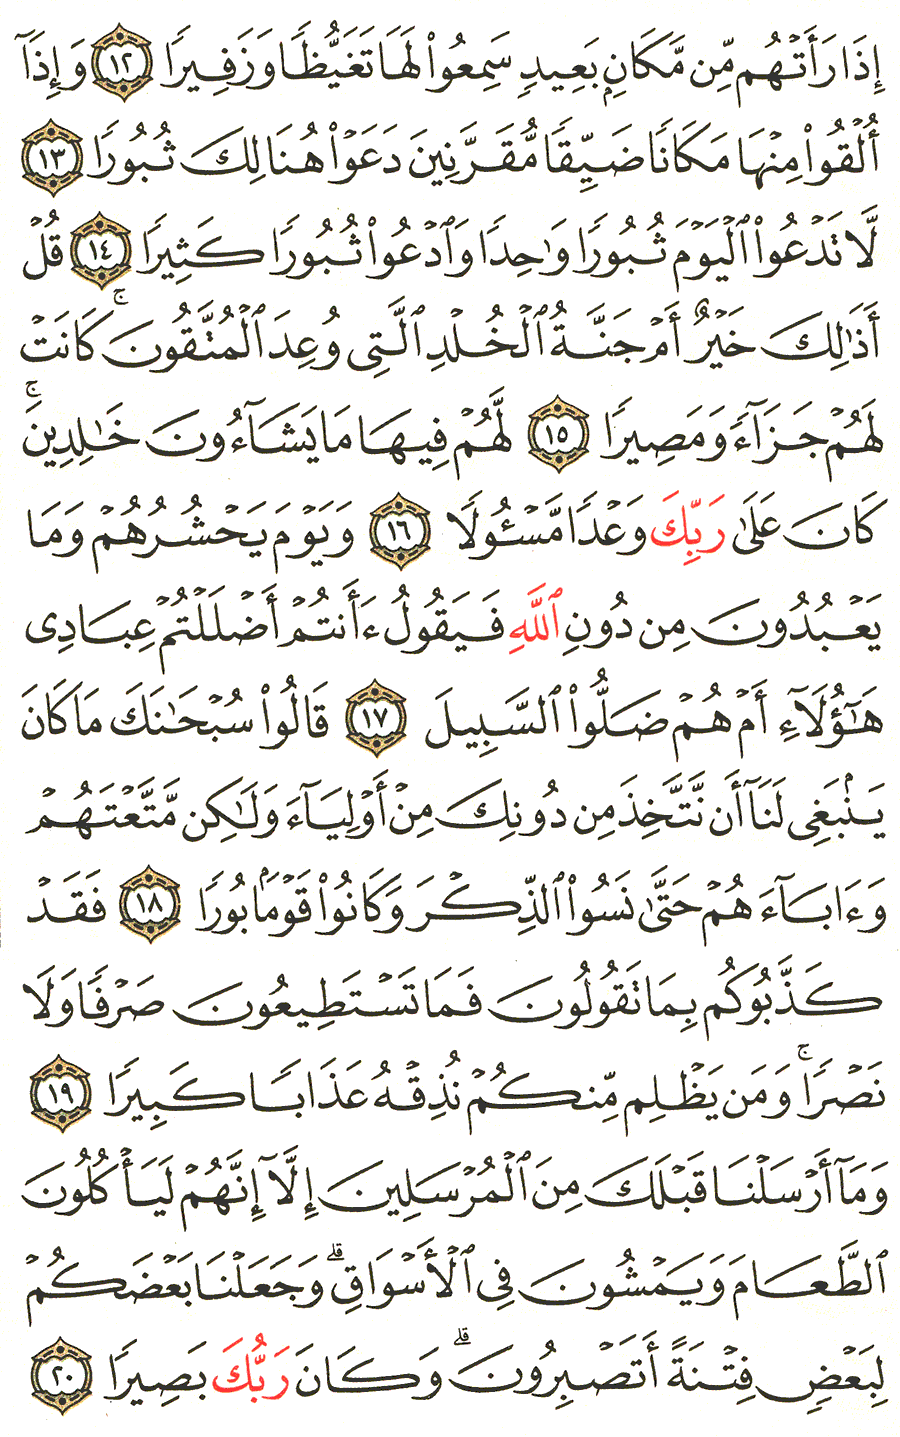 إِذَا رَأَتْهُم مِّن مَّكَانٍۭ بَعِيدٍ سَمِعُوا۟ لَهَا تَغَيُّظًا وَزَفِيرًا ١٢ وَإِذَآ
أُلْقُوا۟ مِنْهَا مَكَانًا ضَيِّقًا مُّقَرَّنِينَ دَعَوْا۟ هُنَالِكَ ثُبُورًا ١٣
لَّا تَدْعُوا۟ ٱلْيَوْمَ ثُبُورًا وَٰحِدًا وَٱدْعُوا۟ ثُبُورًا كَثِيرًا ١٤ قُلْ
أَذَٰلِكَ خَيْرٌ أَمْ جَنَّةُ ٱلْخُلْدِ ٱلَّتِى وُعِدَ ٱلْمُتَّقُونَ ۚ كَانَتْ
لَهُمْ جَزَآءً وَمَصِيرًا ١٥ لَّهُمْ فِيهَا مَا يَشَآءُونَ خَٰلِدِينَ ۚ
كَانَ عَلَىٰ رَبِّكَ وَعْدًا مَّسْـُٔولًا ١٦ وَيَوْمَ يَحْشُرُهُمْ وَمَا
يَعْبُدُونَ مِن دُونِ ٱللَّهِ فَيَقُولُ ءَأَنتُمْ أَضْلَلْتُمْ عِبَادِى
هَٰٓؤُلَآءِ أَمْ هُمْ ضَلُّوا۟ ٱلسَّبِيلَ ١٧ قَالُوا۟ سُبْحَٰنَكَ مَا كَانَ
يَنۢبَغِى لَنَآ أَن نَّتَّخِذَ مِن دُونِكَ مِنْ أَوْلِيَآءَ وَلَٰكِن مَّتَّعْتَهُمْ
وَءَابَآءَهُمْ حَتَّىٰ نَسُوا۟ ٱلذِّكْرَ وَكَانُوا۟ قَوْمًۢا بُورًا ١٨ فَقَدْ
كَذَّبُوكُم بِمَا تَقُولُونَ فَمَا تَسْتَطِيعُونَ صَرْفًا وَلَا
نَصْرًا ۚ وَمَن يَظْلِم مِّنكُمْ نُذِقْهُ عَذَابًا كَبِيرًا ١٩
وَمَآ أَرْسَلْنَا قَبْلَكَ مِنَ ٱلْمُرْسَلِينَ إِلَّآ إِنَّهُمْ لَيَأْكُلُونَ
ٱلطَّعَامَ وَيَمْشُونَ فِى ٱلْأَسْوَاقِ ۗ وَجَعَلْنَا بَعْضَكُمْ
لِبَعْضٍ فِتْنَةً أَتَصْبِرُونَ ۗ وَكَانَ رَبُّكَ بَصِيرًا ٢٠